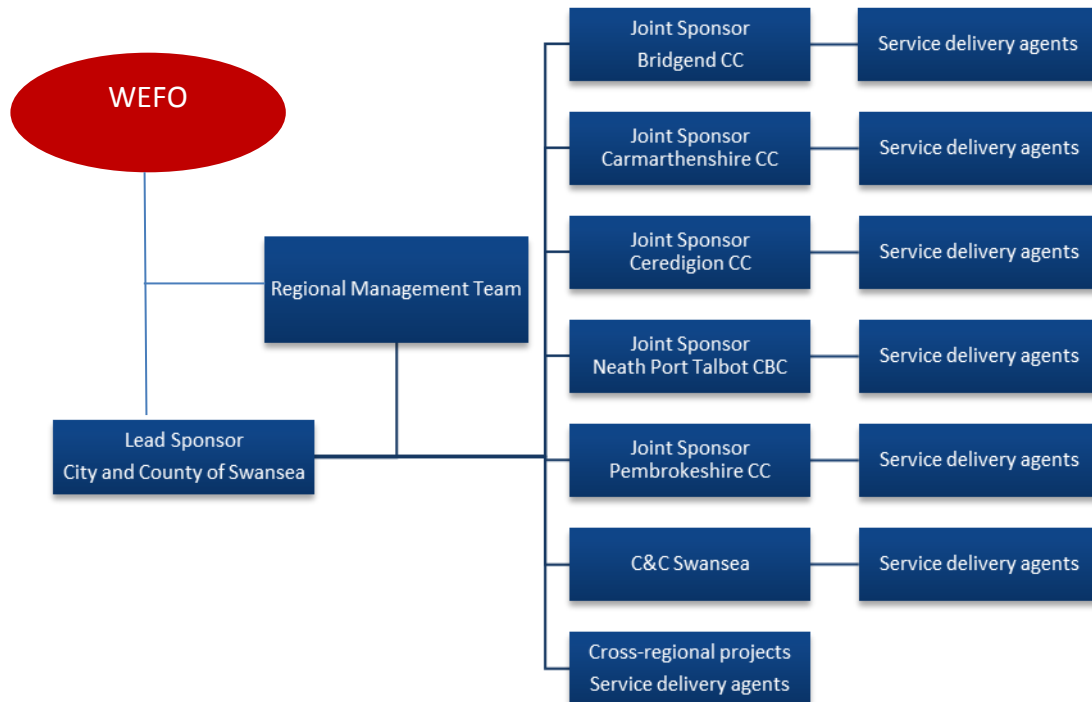 WEFO
Regional Management Team
Lead Sponsor
City and County of Swansea
Joint Sponsor
Bridgend CC
Service delivery agents
Joint Sponsor
Carmarthenshire CC
Service delivery agents
Joint Sponsor
Ceredigion CC
Service delivery agents
Joint Sponsor
Neath Port Talbot CBC
Service delivery agents
Joint Sponsor
Pembrokeshire CC
Service delivery agents
C&C Swansea
Service delivery agents
Cross-regional projects
Service delivery agents